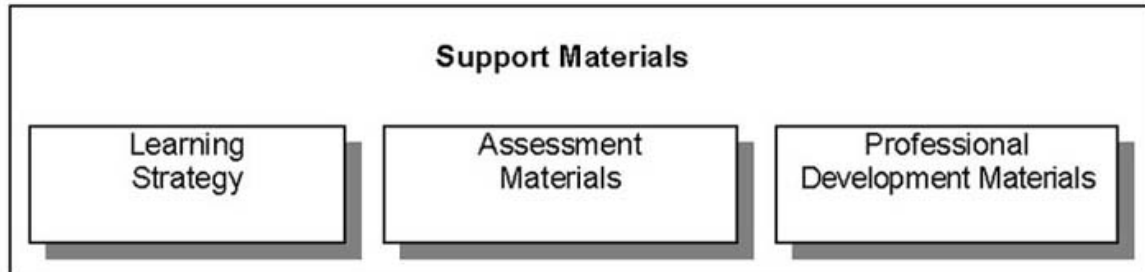 Support Materials
Learning
Strategy
Assessment
Materials
Professional
Development Materials